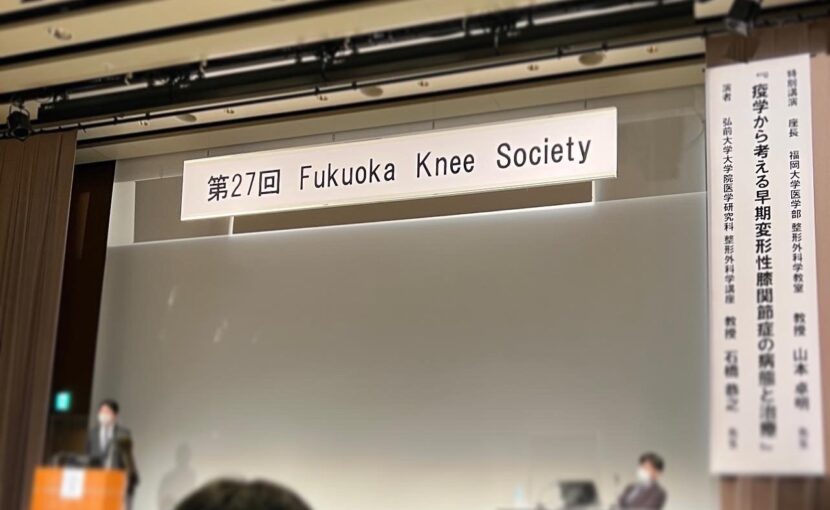 第27回 Fukuoka Knee Society
特別講演 座長 福岡大学医学部 整形外科学教室 教授 山本 卓明 先生
『疫学から考える早期変形性膝関節症の病態と治療』
演者 弘前大学大学院医学研究科 整形外科学講座 教授 石橋 恭之 先生